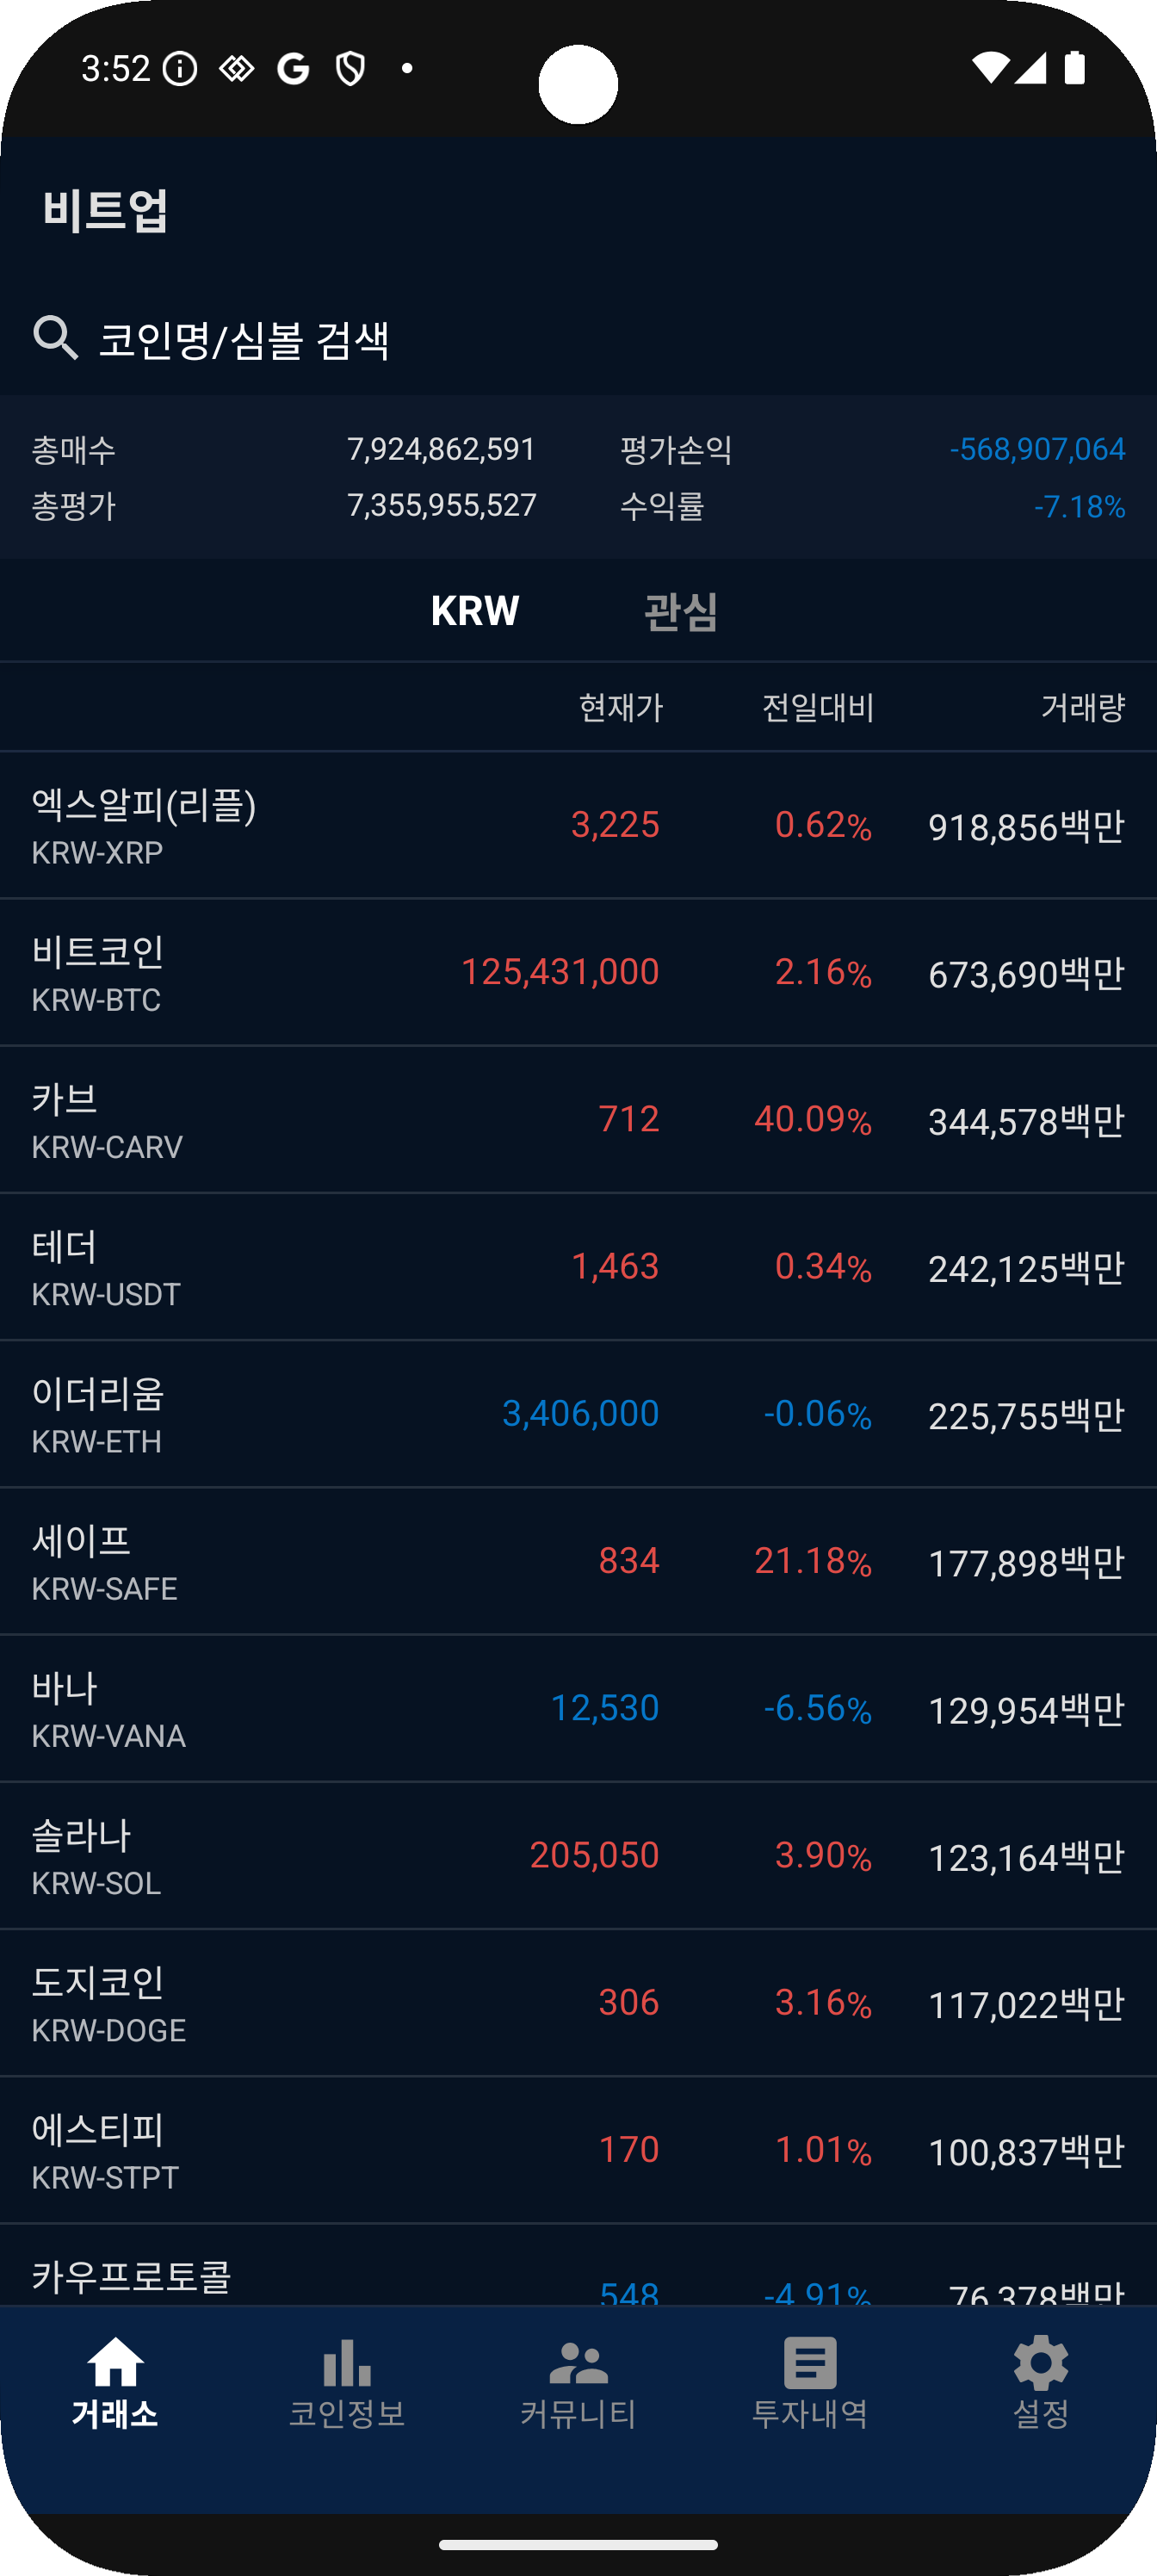 3:52
비트업
코인명/심볼 검색
총매수 7,924,862,591 평가손익 -568,907,064
총평가 7,355,955,527 수익률 -7.18%
KRW 관심
현재가 전일대비 거래량
엑스알피(리플)
KRW-XRP 3,225 0.62% 918,856백만
비트코인
KRW-BTC 125,431,000 2.16% 673,690백만
카브
KRW-CARV 712 40.09% 344,578백만
테더
KRW-USDT 1,463 0.34% 242,125백만
이더리움
KRW-ETH 3,406,000 -0.06% 225,755백만
세이프
KRW-SAFE 834 21.18% 177,898백만
바나
KRW-VANA 12,530 -6.56% 129,954백만
솔라나
KRW-SOL 205,050 3.90% 123,164백만
도지코인
KRW-DOGE 306 3.16% 117,022백만
에스티피
KRW-STPT 170 1.01% 100,837백만
카우프로토콜 548 -4.91% 76,378백만
거래소 코인정보 커뮤니티 투자내역 설정